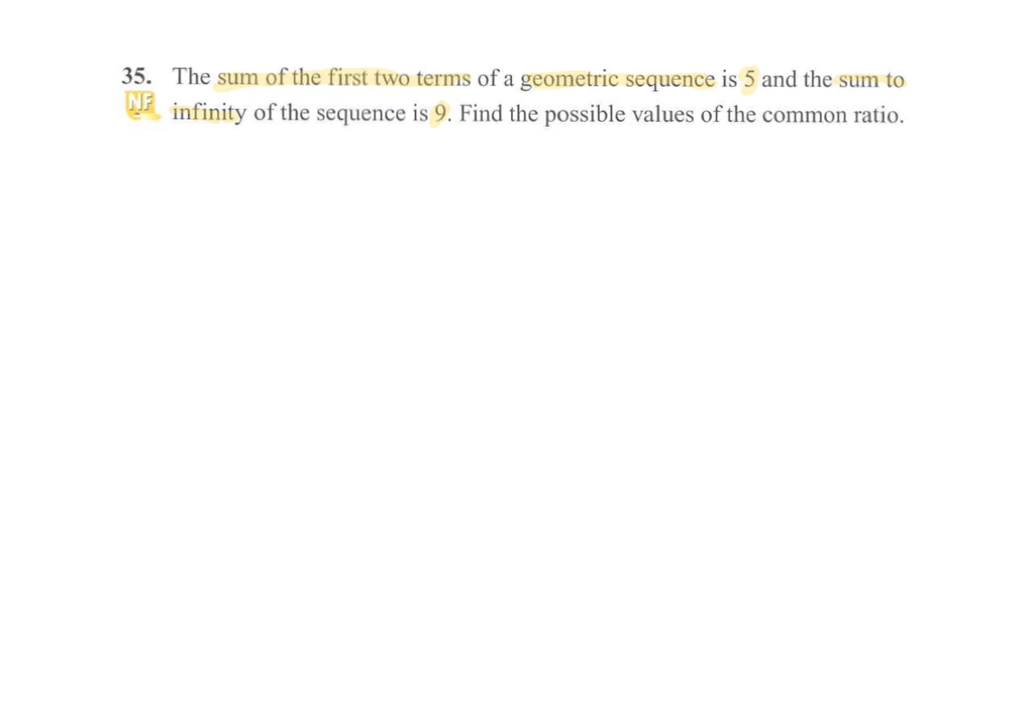 35. The sum of the first two terms of a geometric sequence is 5 and the sum to
NF infinity of the sequence is 9. Find the possible values of the common ratio.